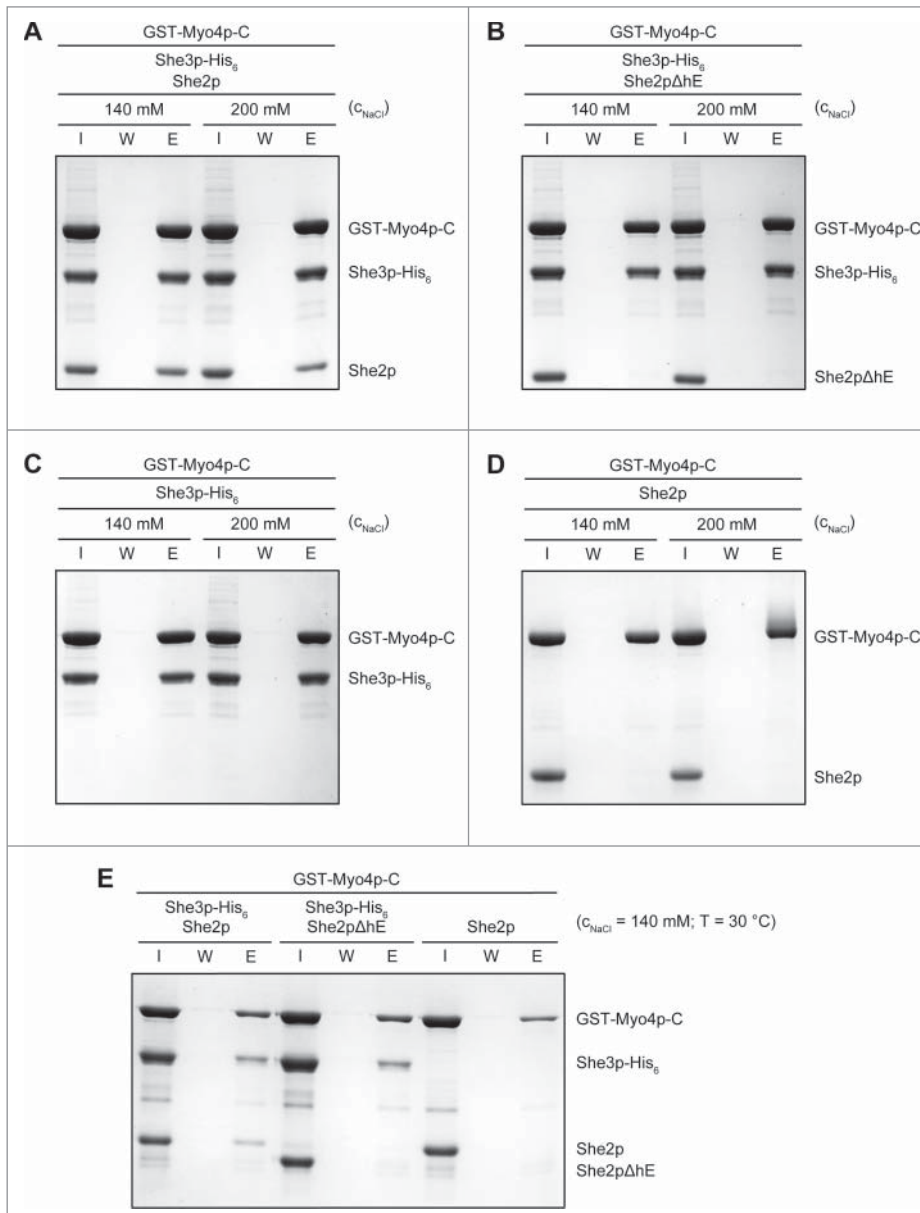 A
GST-Myo4p-C
She3p-His₆
She2p
140 mM 200 mM (cNaCl)
I W E I W E
GST-Myo4p-C
She3p-His₆
She2p
B
GST-Myo4p-C
She3p-His₆
She2pΔhE
140 mM 200 mM (cNaCl)
I W E I W E
GST-Myo4p-C
She3p-His₆
She2pΔhE
C
GST-Myo4p-C
She3p-His₆
140 mM 200 mM (cNaCl)
I W E I W E
GST-Myo4p-C
She3p-His₆
D
GST-Myo4p-C
She2p
140 mM 200 mM (cNaCl)
I W E I W E
GST-Myo4p-C
She2p
E
GST-Myo4p-C
She3p-His₆ She3p-His₆
She2p She2pΔhE She2p (cNaCl = 140 mM; T = 30 °C)
I W E I W E I W E
GST-Myo4p-C
She3p-His₆
She2p
She2pΔhE